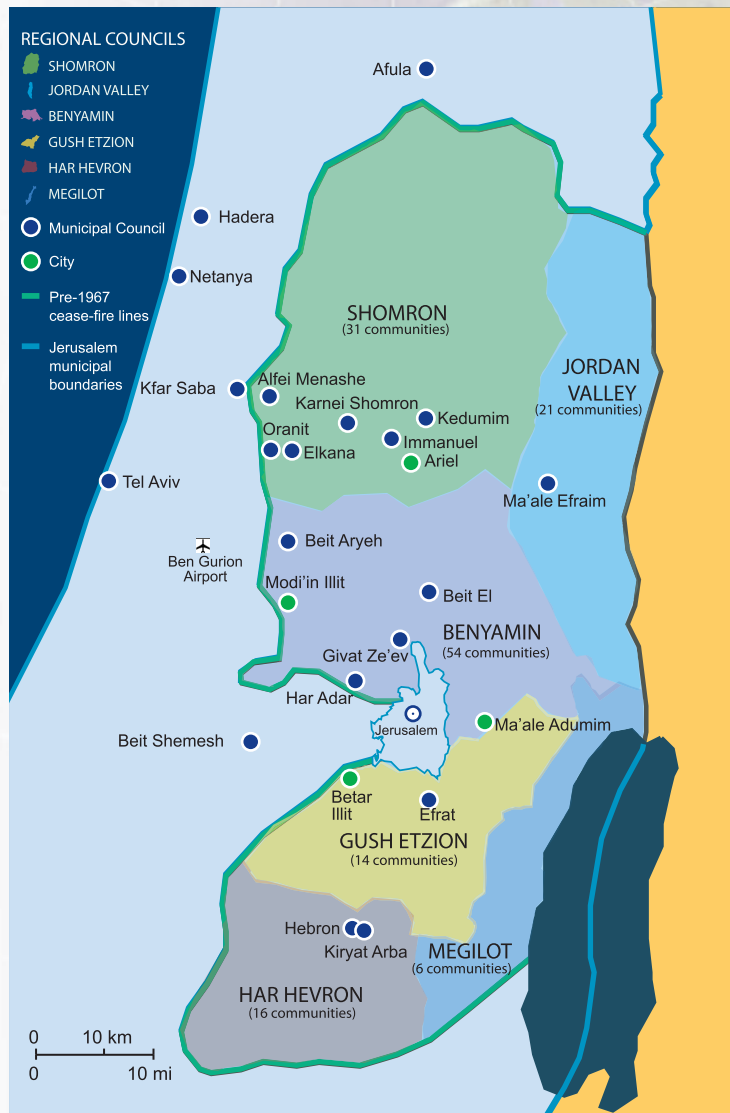 REGIONAL COUNCILS
SHOMRON
JORDAN VALLEY
BENYAMIN
GUSH ETZION
HAR HEVRON
MEGILOT
Municipal Council
City
Pre-1967
cease-fire lines
Jerusalem
municipal
boundaries
Afula
Hadera
Netanya
SHOMRON
(31 communities)
JORDAN
VALLEY
(21 communities)
Kfar Saba
Alfei Menashe
Karnei Shomron
Kedumim
Oranit
Elkana
Immanuel
Ariel
Tel Aviv
Ma'ale Efraim
Ben Gurion
Airport
Beit Aryeh
Modi'in Illit
Beit El
BENYAMIN
(54 communities)
Givat Ze'ev
Har Adar
Jerusalem
Ma'ale Adumim
Beit Shemesh
Betar
Illit
Efrat
GUSH ETZION
(14 communities)
Hebron
Kiryat Arba
MEGILOT
(6 communities)
HAR HEVRON
(16 communities)
0 10 km
0 10 mi